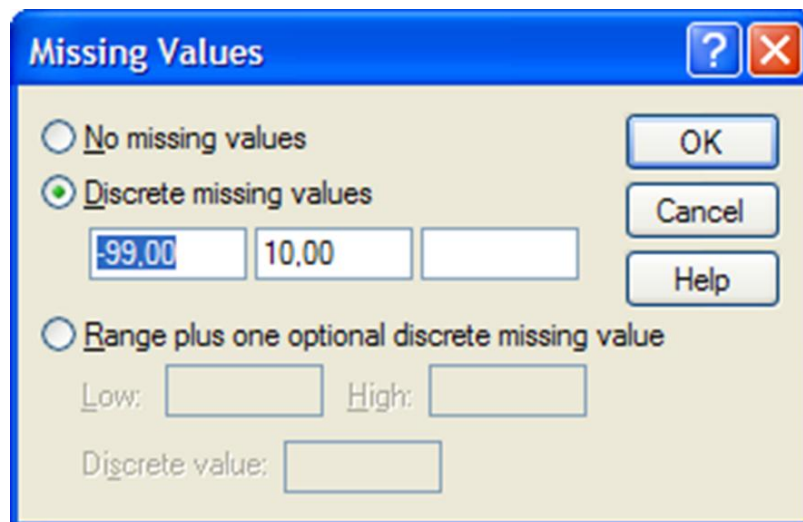 Missing Values
No missing values
OK
Discrete missing values
Cancel
-99,00 10,00
Help
Range plus one optional discrete missing value
Low: High:
Discrete value: